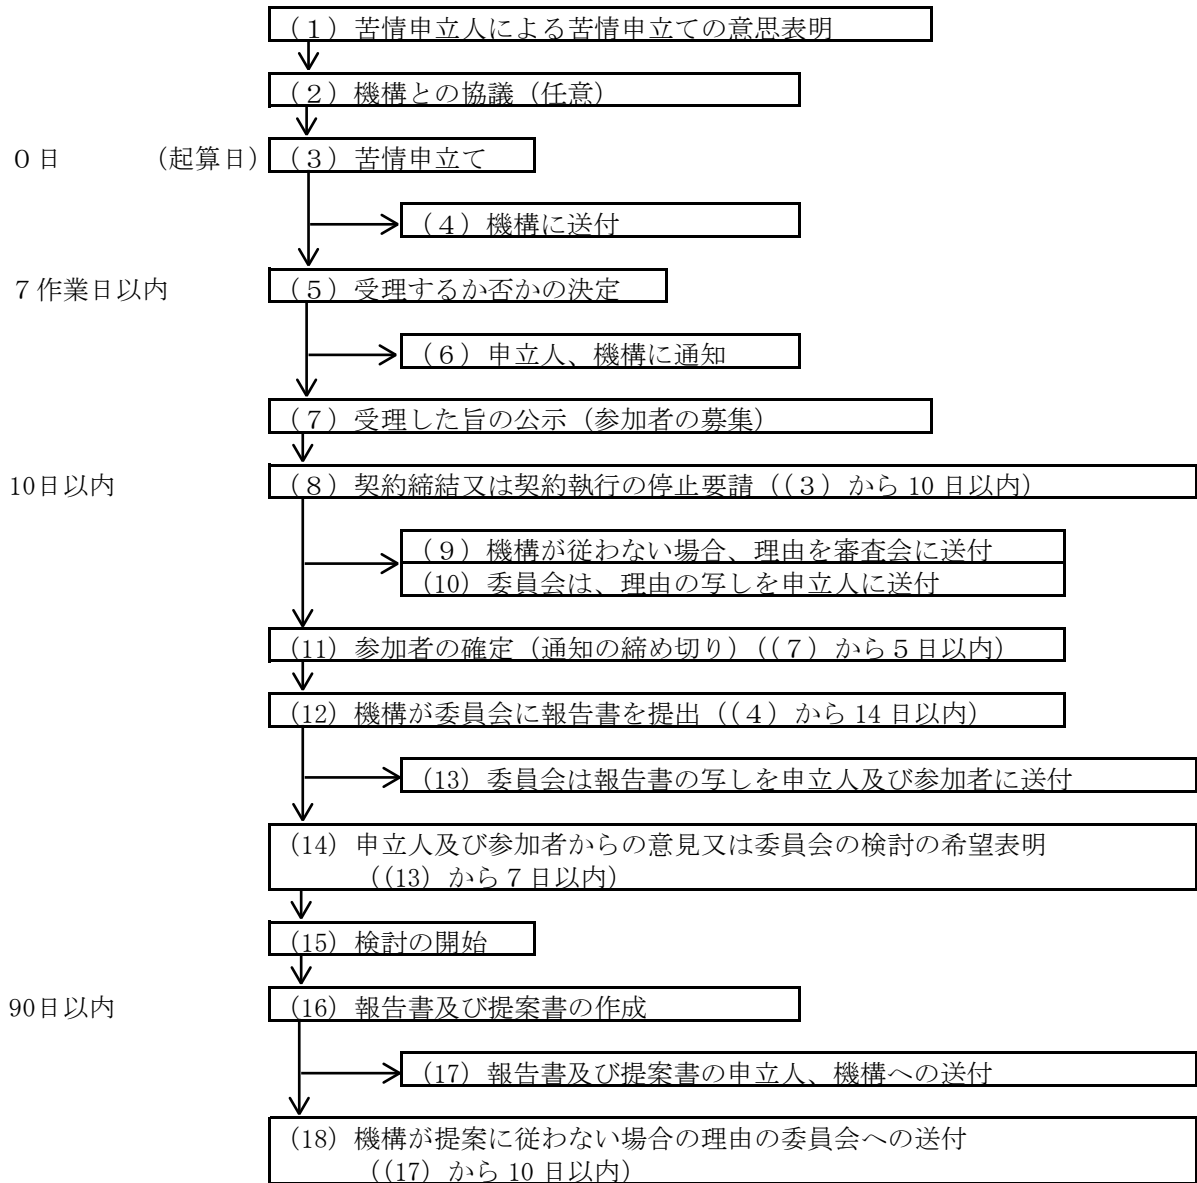 （１）苦情申立人による苦情申立ての意思表明
（２）機構との協議（任意）
０日　（起算日）（３）苦情申立て
（４）機構に送付
７作業日以内　（５）受理するか否かの決定
（６）申立人、機構に通知
（７）受理した旨の公示（参加者の募集）
10日以内　（８）契約締結又は契約執行の停止要請（（３）から 10 日以内）
（９）機構が従わない場合、理由を審査会に送付
（10）委員会は、理由の写しを申立人に送付
（11）参加者の確定（通知の締め切り）（（７）から５日以内）
（12）機構が委員会に報告書を提出（（４）から 14 日以内）
（13）委員会は報告書の写しを申立人及び参加者に送付
（14）申立人及び参加者からの意見又は委員会の検討の希望表明
（（13）から７日以内）
（15）検討の開始
90日以内　（16）報告書及び提案書の作成
（17）報告書及び提案書の申立人、機構への送付
（18）機構が提案に従わない場合の理由の委員会への送付
（（17）から 10 日以内）